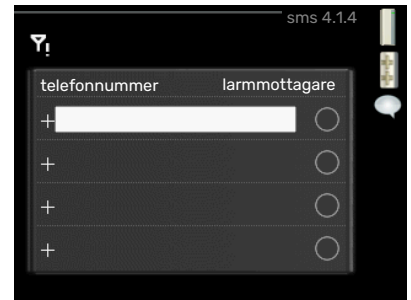 sms 4.1.4
telefonnummer larmmottagare
+
+
+
+